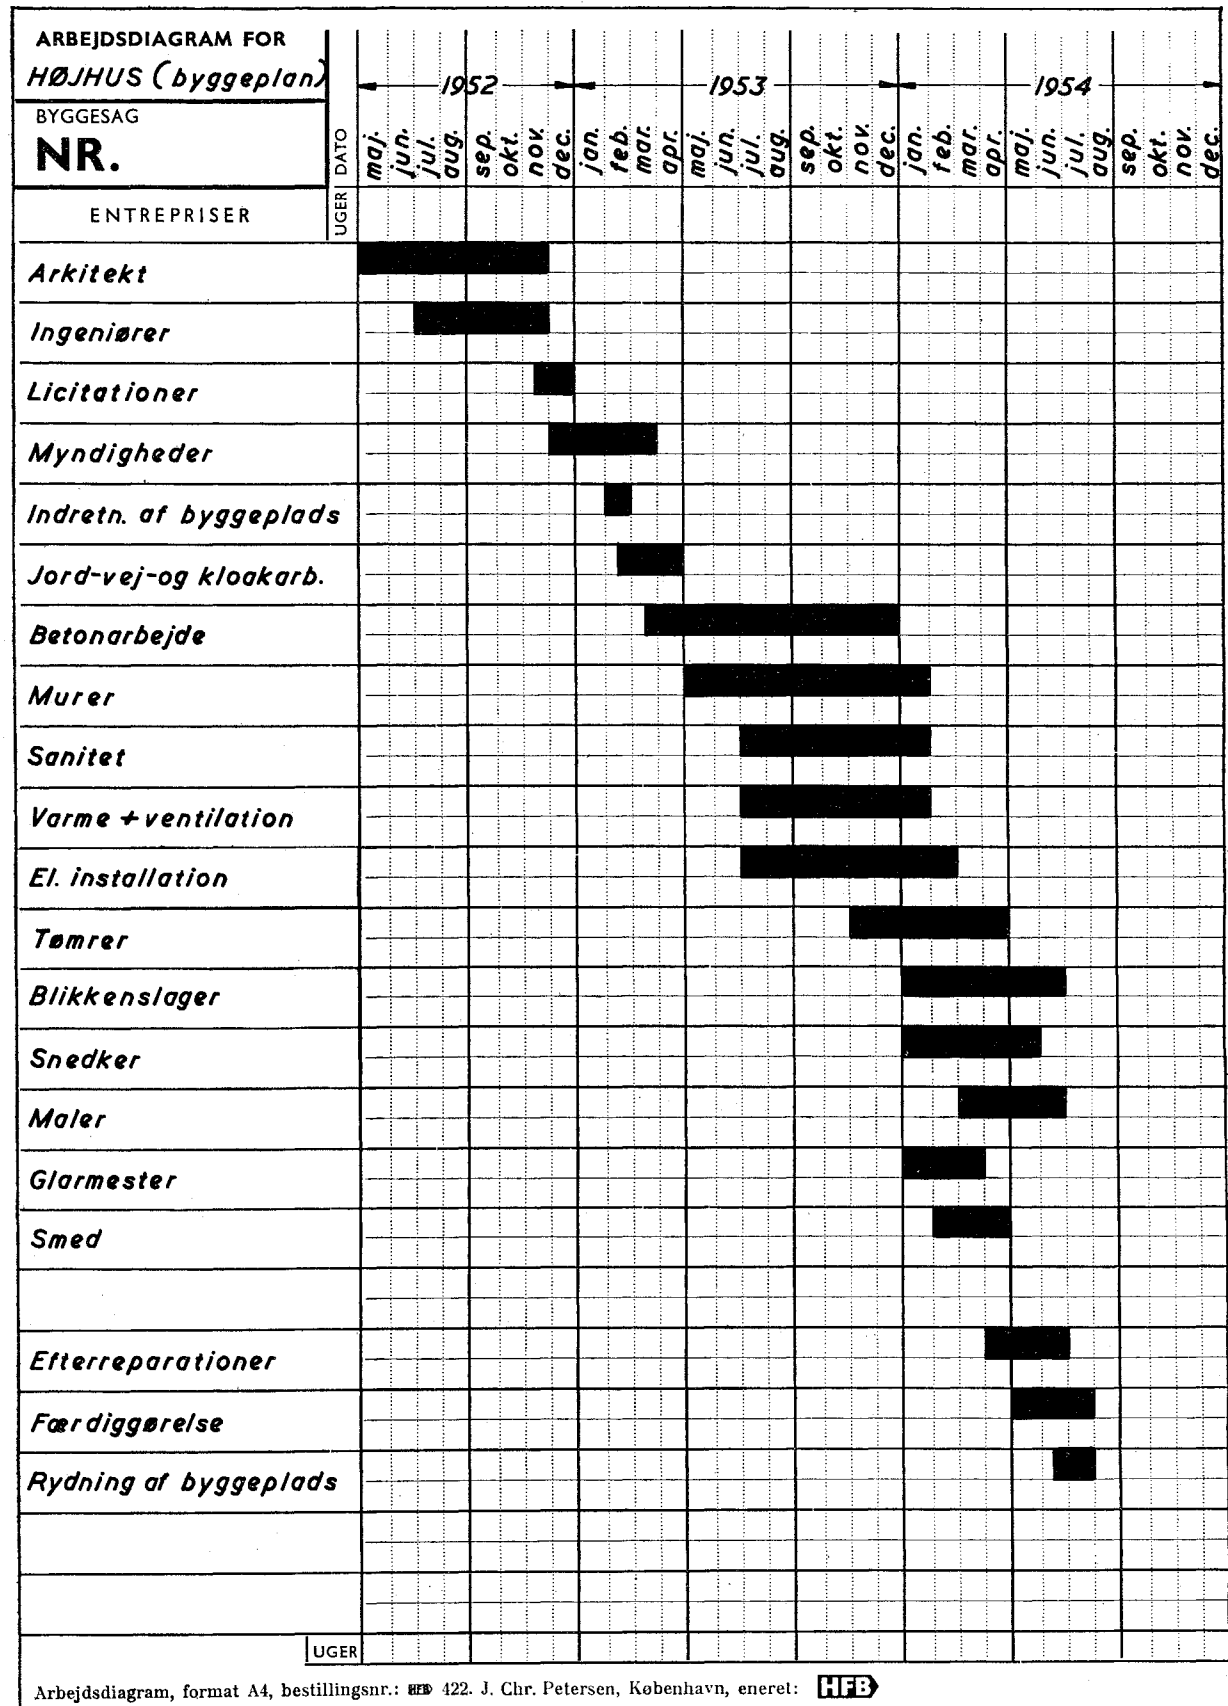 ARBEJDSDIAGRAM FOR
HØJHUS (byggeplan)
BYGGESAG
NR.
ENTREPRISER
UGER DATO
1952 1953 1954
maj. jun. jul. aug. sep. okt. nov. dec. jan. feb. mar. apr. maj. jun. jul. aug. sep. okt. nov. dec. jan. feb. mar. apr. maj. jun. jul. aug. sep. okt. nov. dec.
Arkitekt
Ingeniører
Licitationer
Myndigheder
Indretn. af byggeplads
Jord-vej-og kloakarb.
Betonarbejde
Murer
Sanitet
Varme + ventilation
El. installation
Tømrer
Blikkenslager
Snedker
Maler
Glarmester
Smed
Efterreparationer
Færdiggørelse
Rydning af byggeplads
UGER
Arbejdsdiagram, format A4, bestillingsnr.: HFB 422. J. Chr. Petersen, København, eneret: HFB